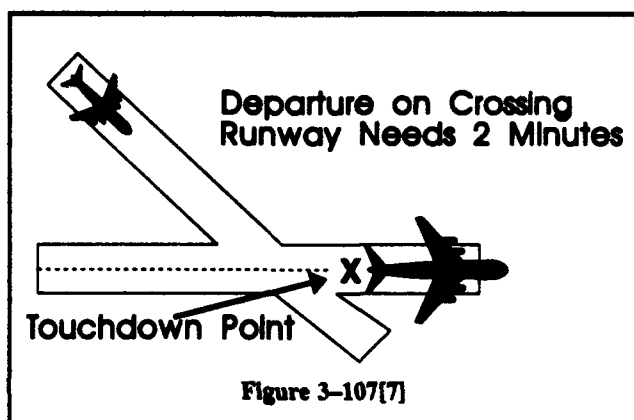 Departure on Crossing
Runway Needs 2 Minutes
X
Touchdown Point
Figure 3-107[7]